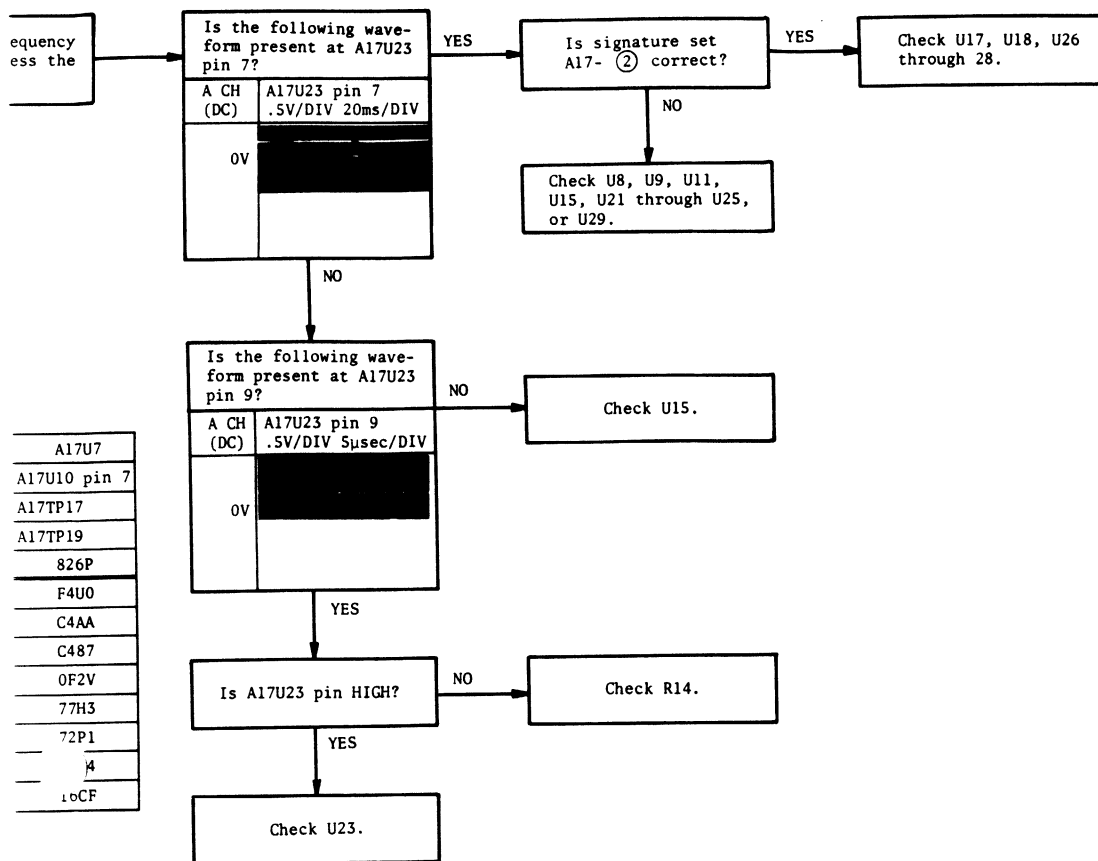 equency
ess the
Is the following wave-
form present at A17U23
pin 7?
A CH
(DC)
A17U23 pin 7
.5V/DIV 20ms/DIV
0V
YES
Is signature set
A17- ② correct?
YES
Check U17, U18, U26
through 28.
NO
Check U8, U9, U11,
U15, U21 through U25,
or U29.
NO
Is the following wave-
form present at A17U23
pin 9?
A CH
(DC)
A17U23 pin 9
.5V/DIV 5µsec/DIV
0V
NO
Check U15.
YES
Is A17U23 pin HIGH?
NO
Check R14.
YES
Check U23.
A17U7
A17U10 pin 7
A17TP17
A17TP19
826P
F4U0
C4AA
C487
0F2V
77H3
72P1
4
16CF